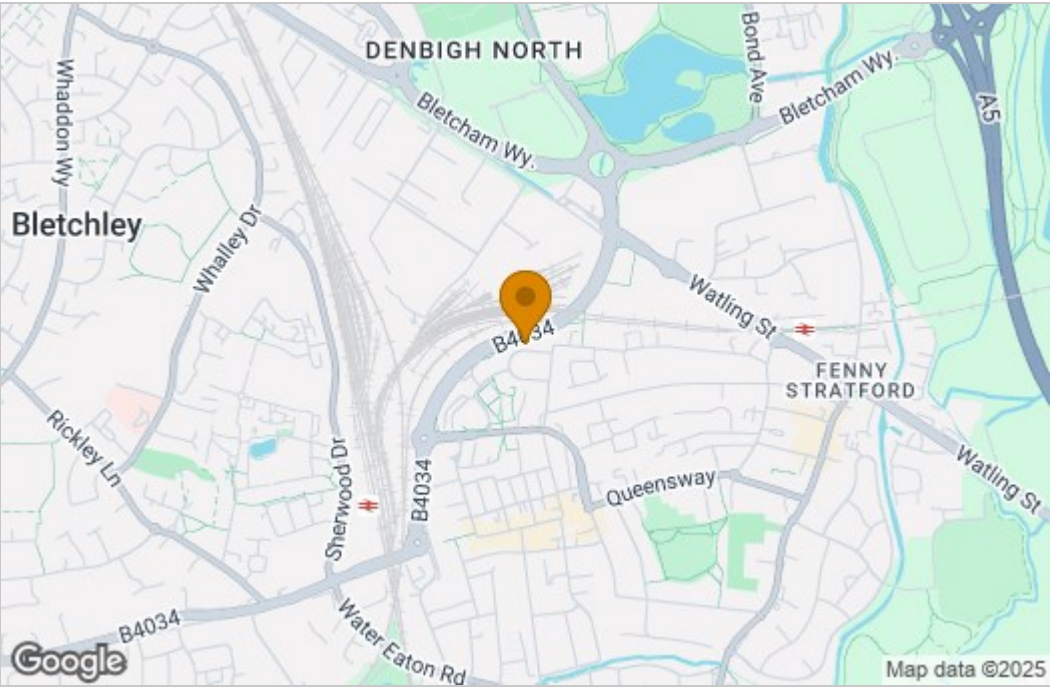 DENBIGH NORTH
Bond Ave
Bletcham Wy.
Bletcham Wy.
A5
Whaddon Wy
Bletchley
Whalley Dr
Watling St
B4034
FENNY
STRATFORD
Rickley Ln
Sherwood Dr
B4034
Queensway
Watling St
B4034
Water Eaton Rd
Google
Map data ©2025